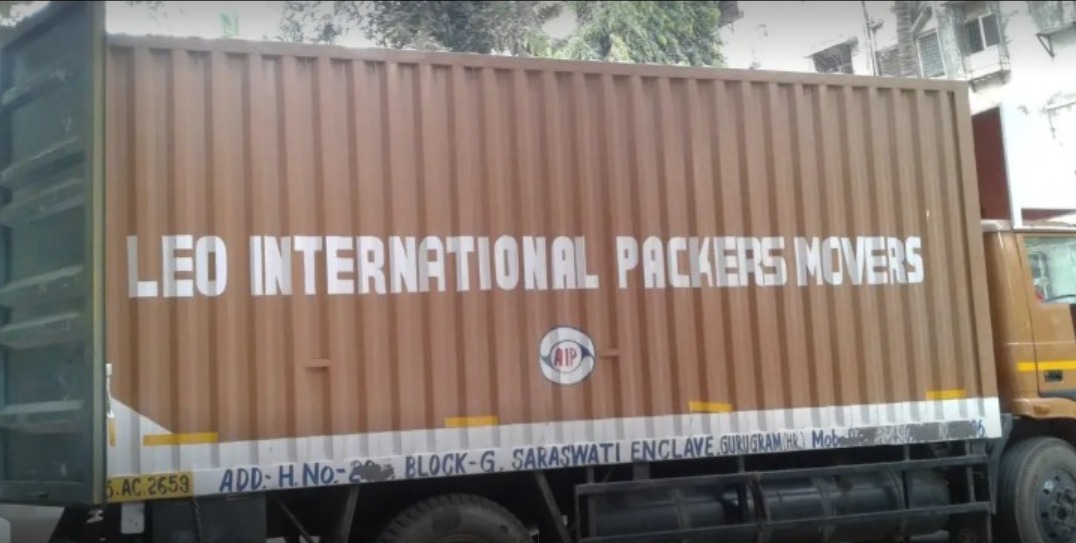 LEO INTERNATIONAL PACKERS MOVERS
AIP
ADD:- H.No.- BLOCK-G, SARASWATI ENCLAVE, GURUGRAM (HR.) Mob.
AC.2659